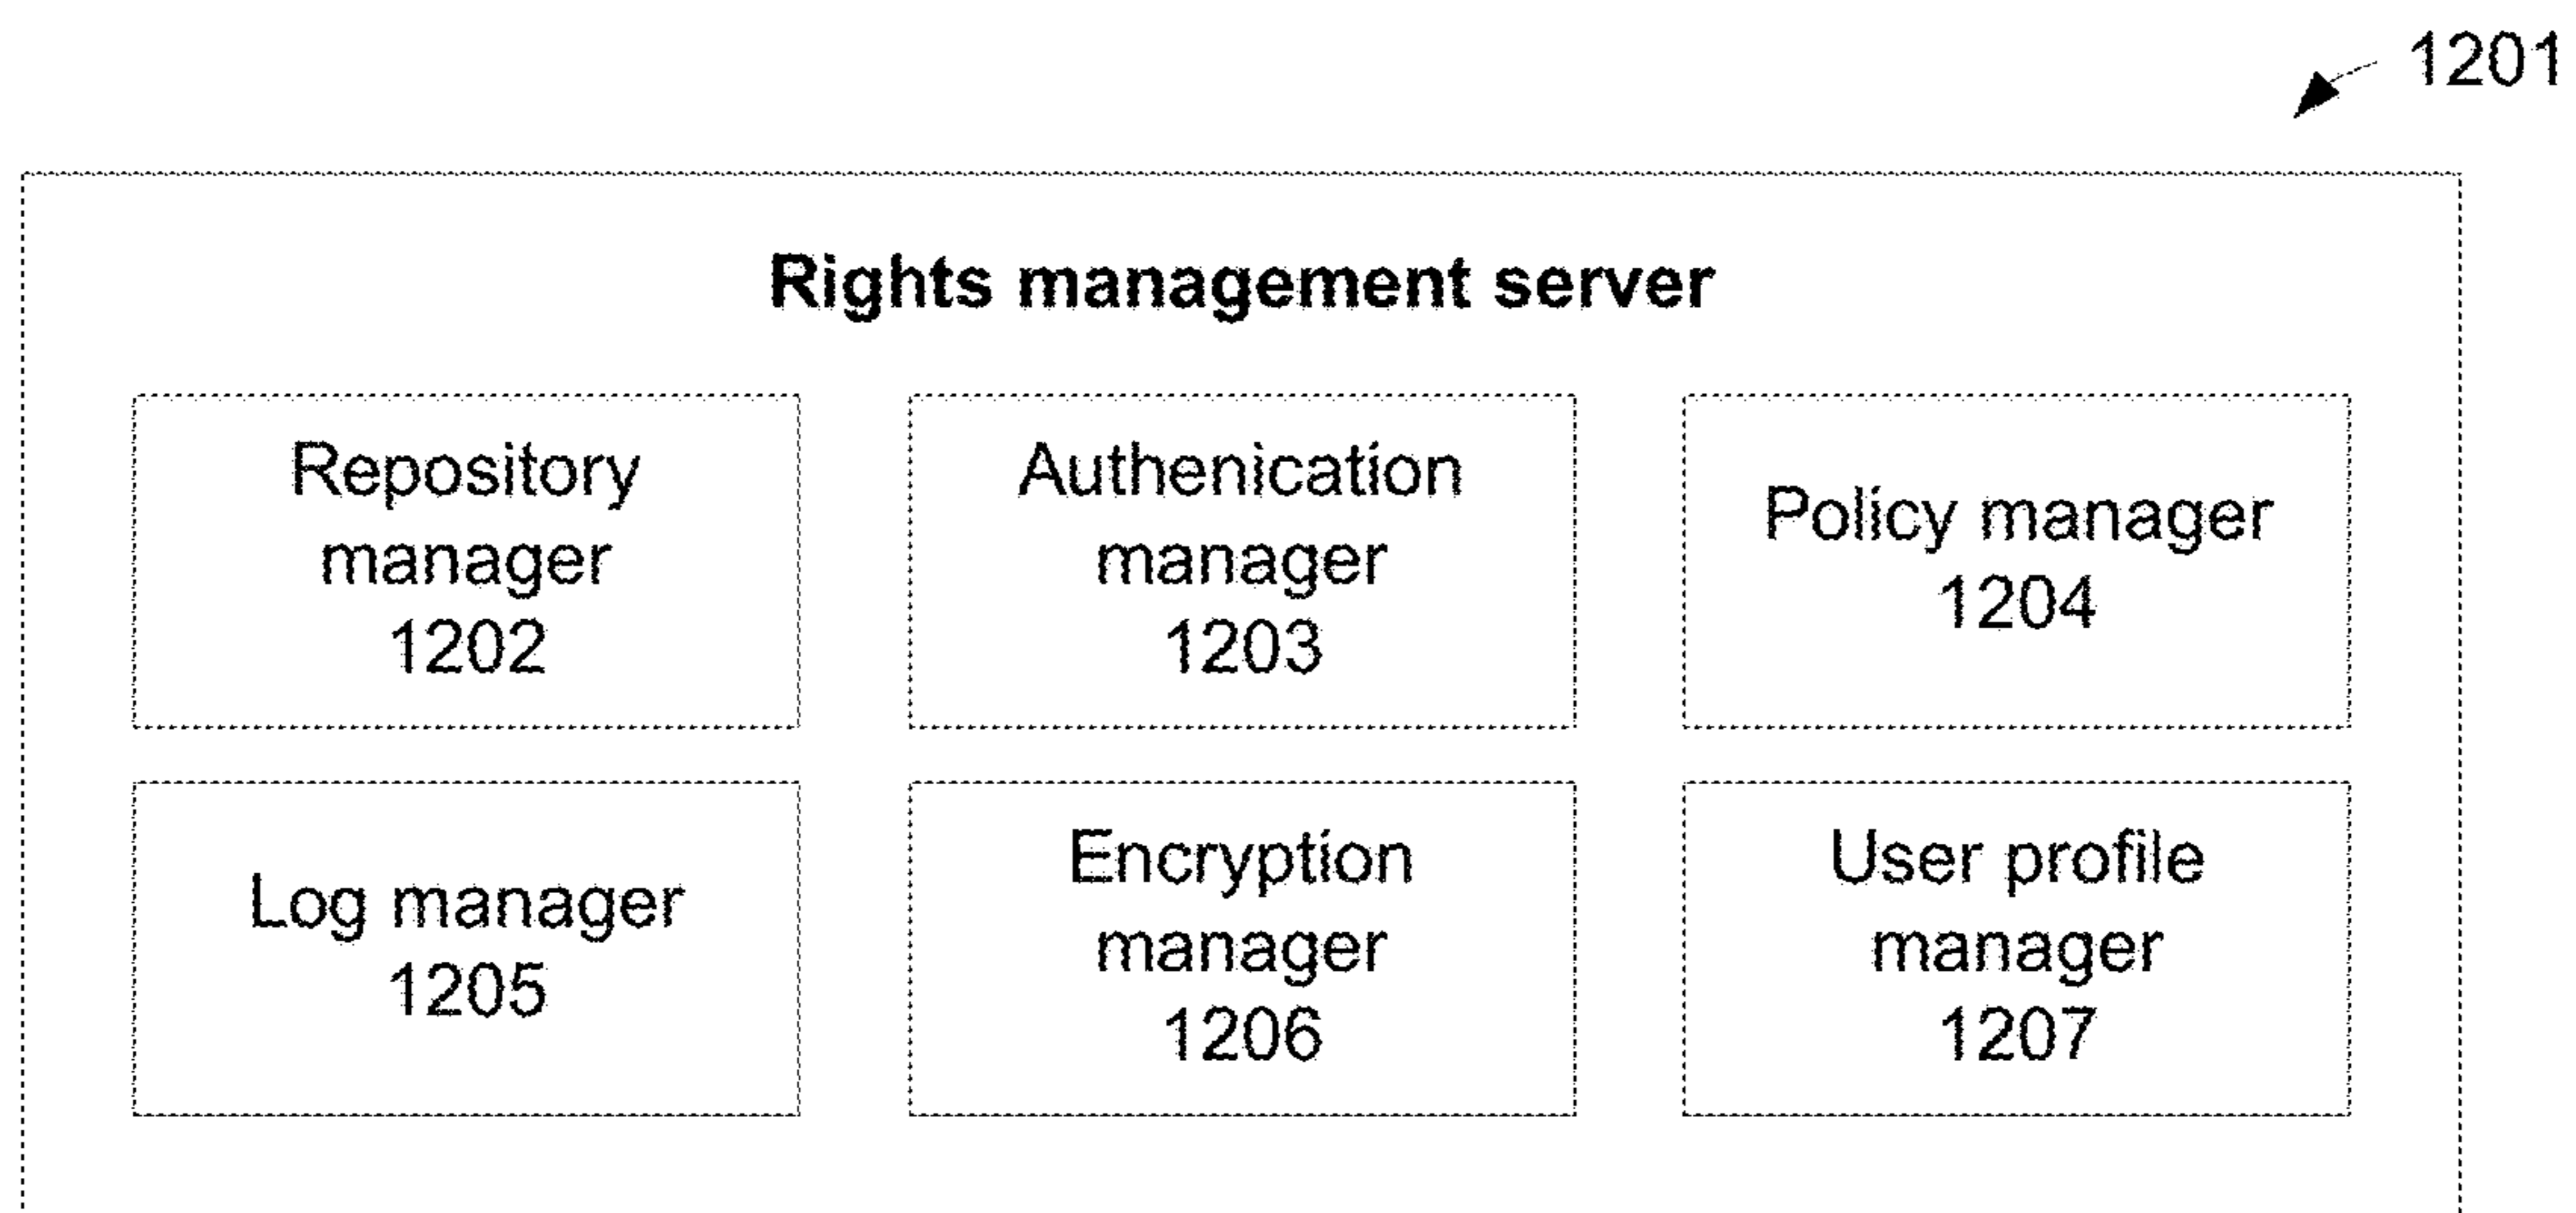 1201
Rights management server
Repository
manager
1202
Authenication
manager
1203
Policy manager
1204
Log manager
1205
Encryption
manager
1206
User profile
manager
1207